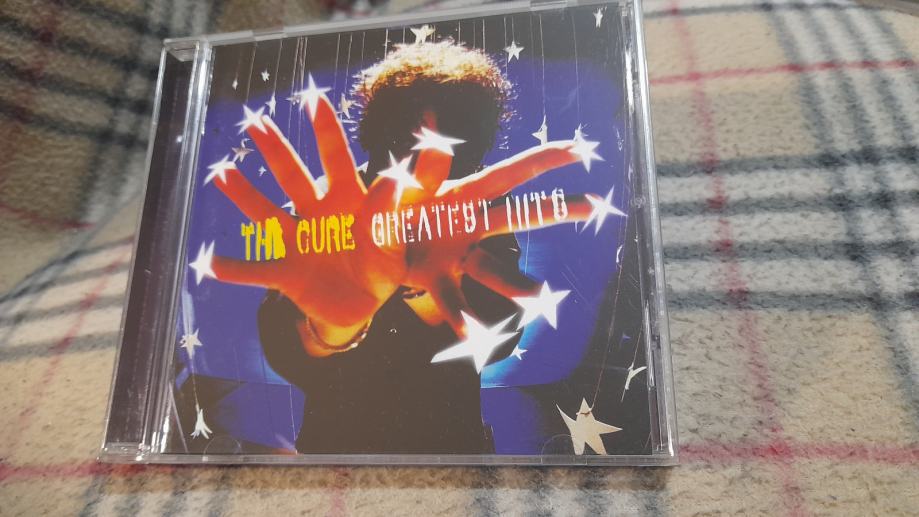 THE CURE GREATEST HITS